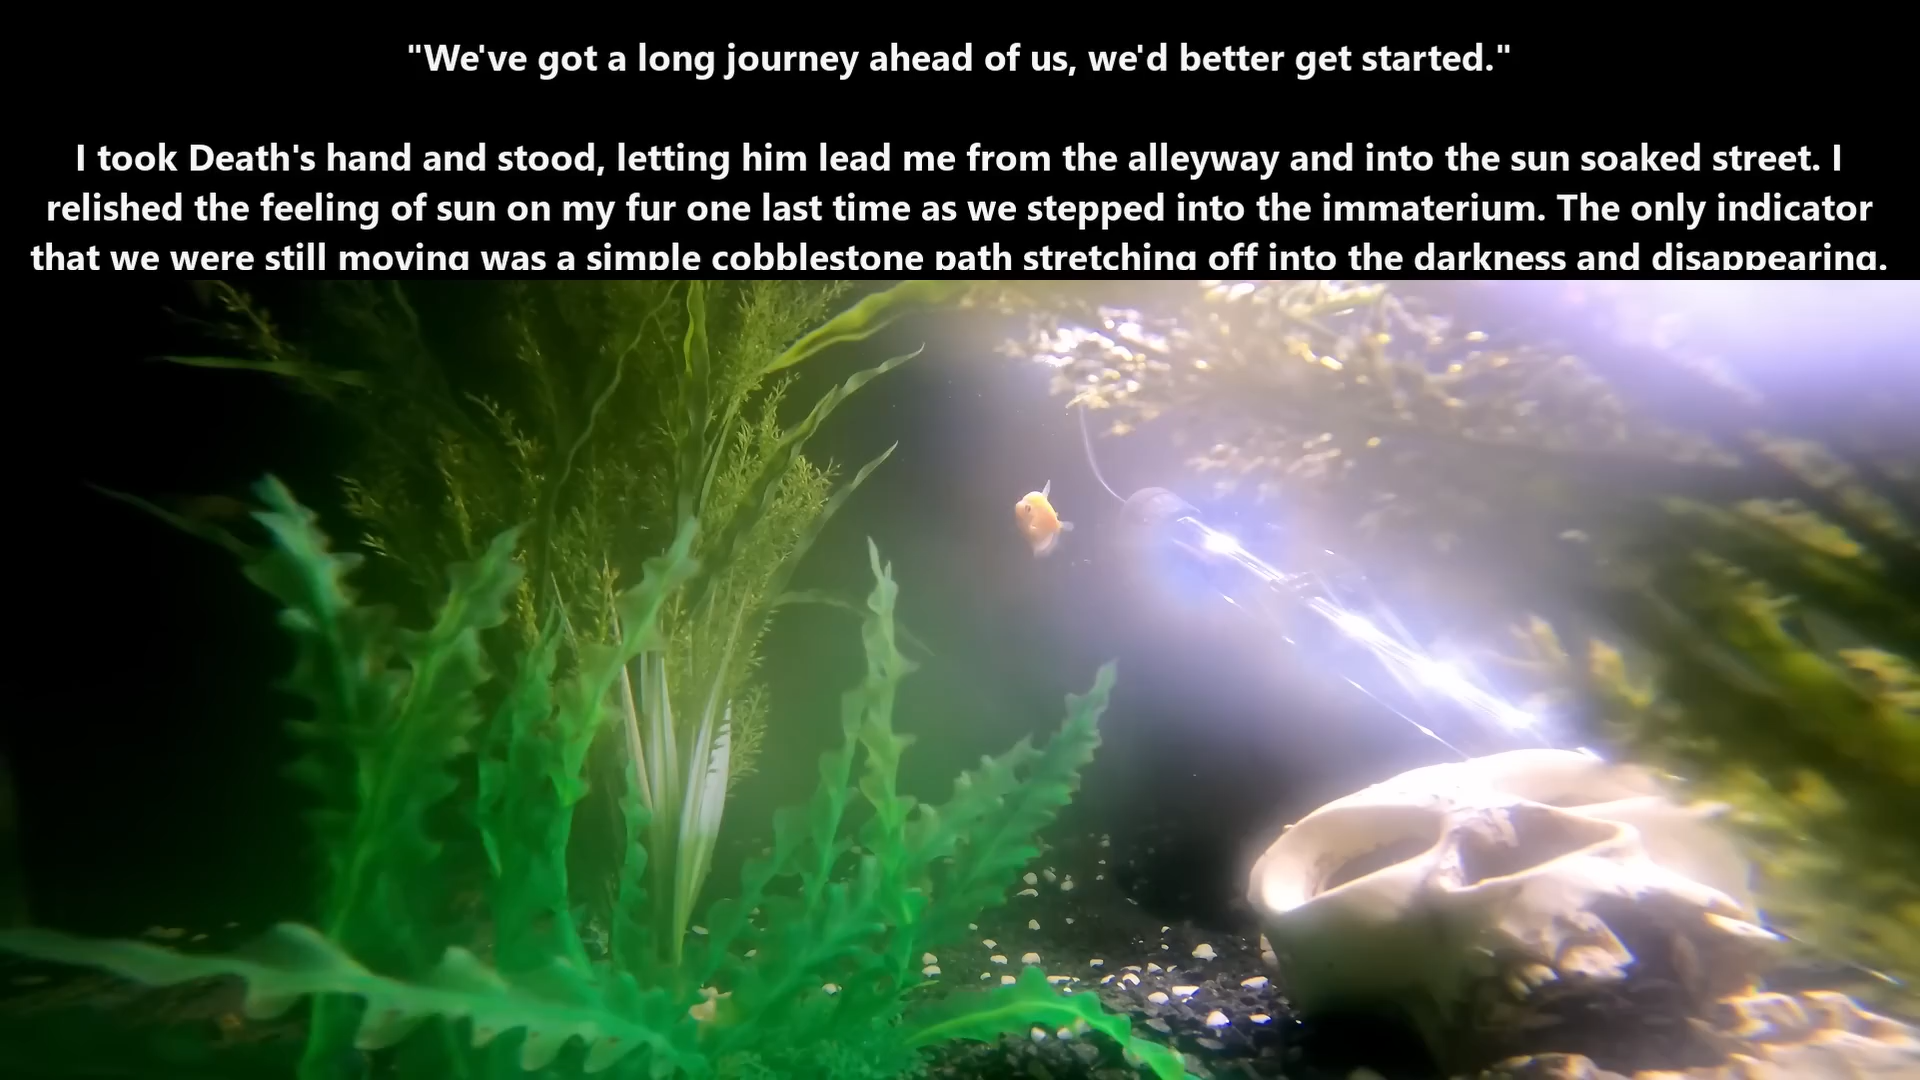 "We've got a long journey ahead of us, we'd better get started."
I took Death's hand and stood, letting him lead me from the alleyway and into the sun soaked street. I
relished the feeling of sun on my fur one last time as we stepped into the immaterium. The only indicator
that we were still moving was a simple cobblestone path stretching off into the darkness and disappearing.